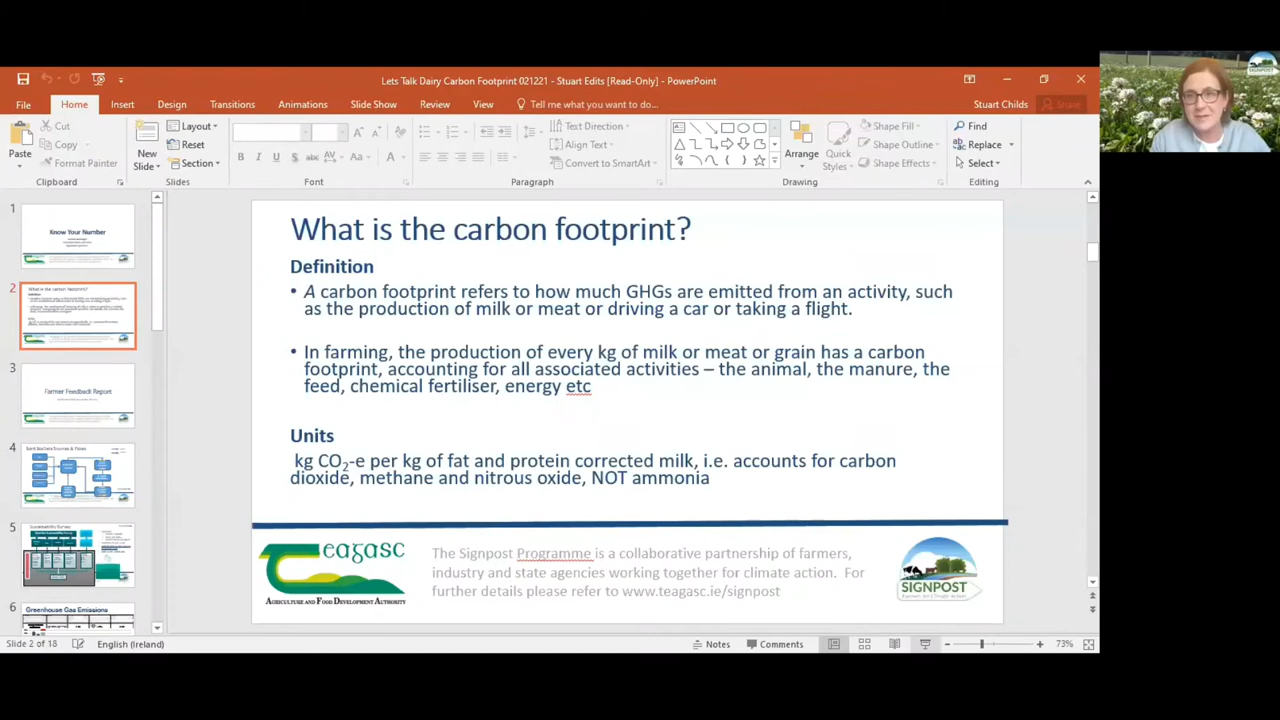 Lets Talk Dairy Carbon Footprint 021221 - Stuart Edits [Read-Only] - PowerPoint
File Home Insert Design Transitions Animations Slide Show Review View Tell me what you want to do... Stuart Childs Share
Paste
Cut
Copy
Format Painter
Clipboard
New Slide
Layout
Reset
Section
Slides
B I U S abc AV Aa A
Font
Text Direction
Align Text
Convert to SmartArt
Paragraph
Arrange
Quick Styles
Shape Fill
Shape Outline
Shape Effects
Drawing
Find
Replace
Select
Editing
SIGNPOST
1
Know Your Number
2
What is the carbon footprint?
3
Farmer Feedback Report
4
5
Sustainability Survey
6
Greenhouse Gas Emissions
What is the carbon footprint?
Definition
• A carbon footprint refers to how much GHGs are emitted from an activity, such
as the production of milk or meat or driving a car or taking a flight.
• In farming, the production of every kg of milk or meat or grain has a carbon
footprint, accounting for all associated activities – the animal, the manure, the
feed, chemical fertiliser, energy etc
Units
kg CO2-e per kg of fat and protein corrected milk, i.e. accounts for carbon
dioxide, methane and nitrous oxide, NOT ammonia
Teagasc
AGRICULTURE AND FOOD DEVELOPMENT AUTHORITY
The Signpost Programme is a collaborative partnership of farmers,
industry and state agencies working together for climate action. For
further details please refer to www.teagasc.ie/signpost
SIGNPOST
Slide 2 of 18 English (Ireland) Notes Comments 73%